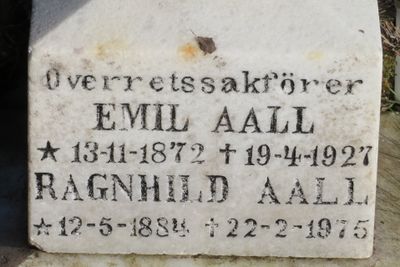 Overretssakförer
EMIL AALL
★ 13-11-1872 ✝ 19-4-1927
RAGNHILD AALL
★ 12-5-1884 ✝ 22-2-1975